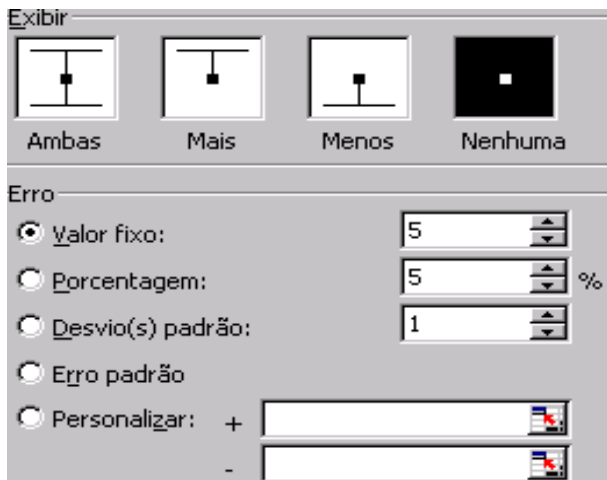 Exibir
Ambas Mais Menos Nenhuma
Erro
Valor fixo: 5
Porcentagem: 5 %
Desvio(s) padrão: 1
Erro padrão
Personalizar: +
-